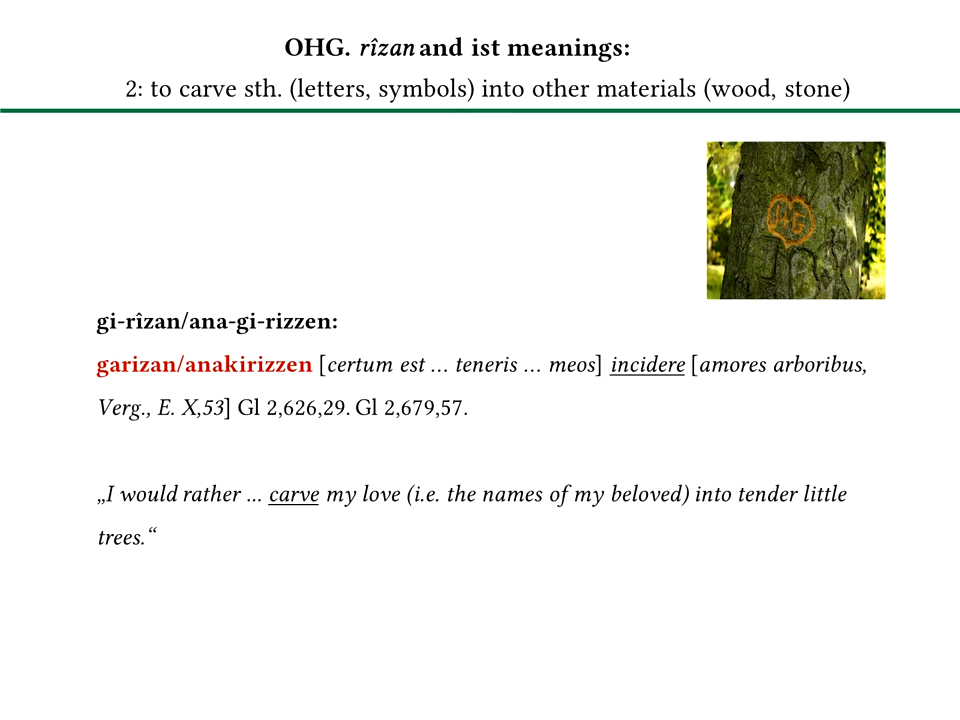 OHG. rîzan and ist meanings:
2: to carve sth. (letters, symbols) into other materials (wood, stone)
gi-rîzan/ana-gi-rizzen:
garizan/anakirizzen [certum est … teneris … meos] incidere [amores arboribus,
Verg., E. X,53] Gl 2,626,29. Gl 2,679,57.
„I would rather … carve my love (i.e. the names of my beloved) into tender little
trees.“